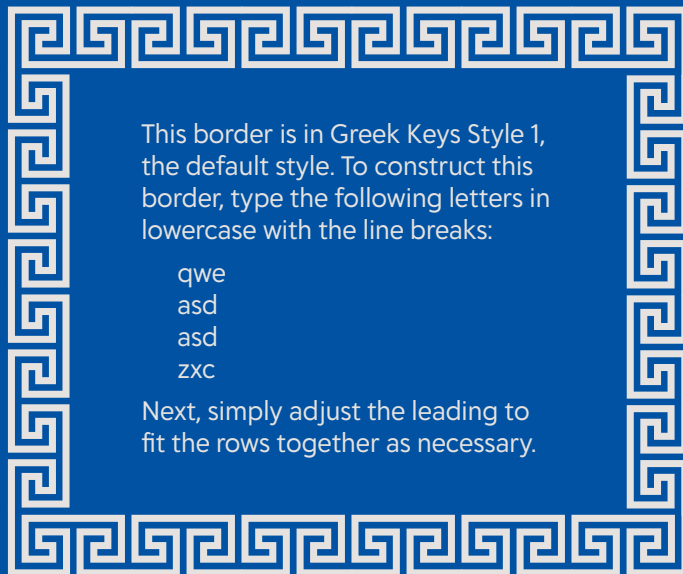 This border is in Greek Keys Style 1,
the default style. To construct this
border, type the following letters in
lowercase with the line breaks:
qwe
asd
asd
zxc
Next, simply adjust the leading to
fit the rows together as necessary.